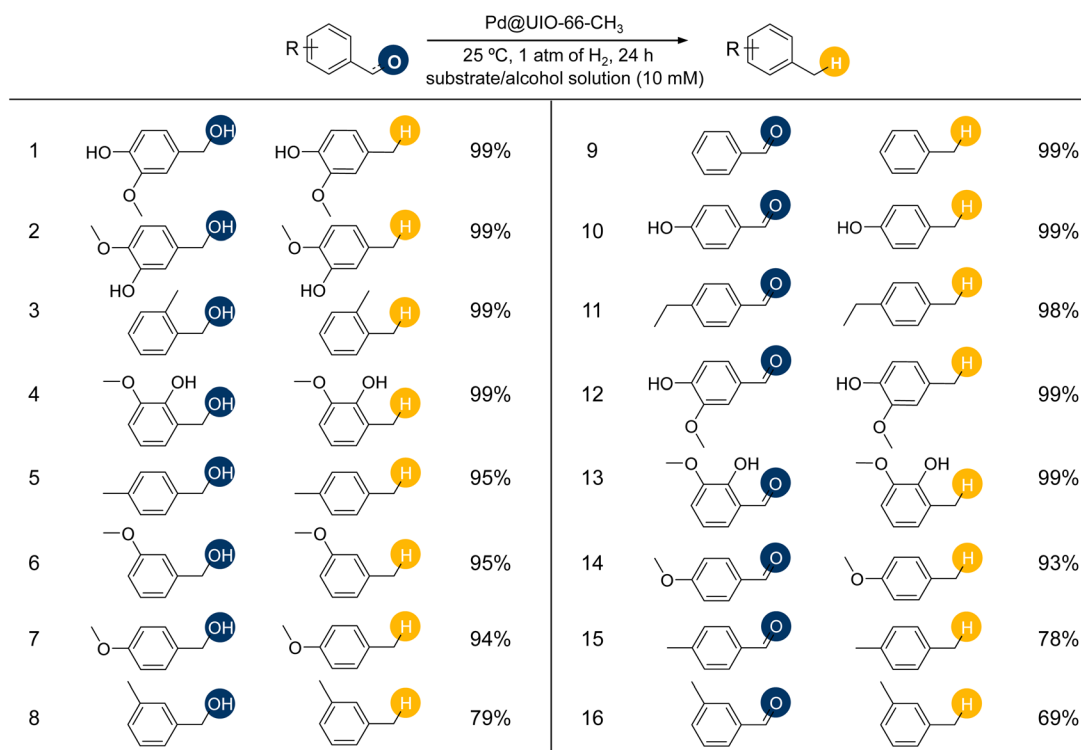 R O Pd@UIO-66-CH3 R H
25 ºC, 1 atm of H2, 24 h
substrate/alcohol solution (10 mM)
1 HO O OH HO O H 99%
2 O HO OH O HO H 99%
3 OH H 99%
4 O OH OH O OH H 99%
5 OH H 95%
6 O OH O H 95%
7 O OH O H 94%
8 OH H 79%
9 O H 99%
10 HO O HO H 99%
11 O H 98%
12 HO O O HO O H 99%
13 O OH O O OH H 99%
14 O O O H 93%
15 O H 78%
16 O H 69%